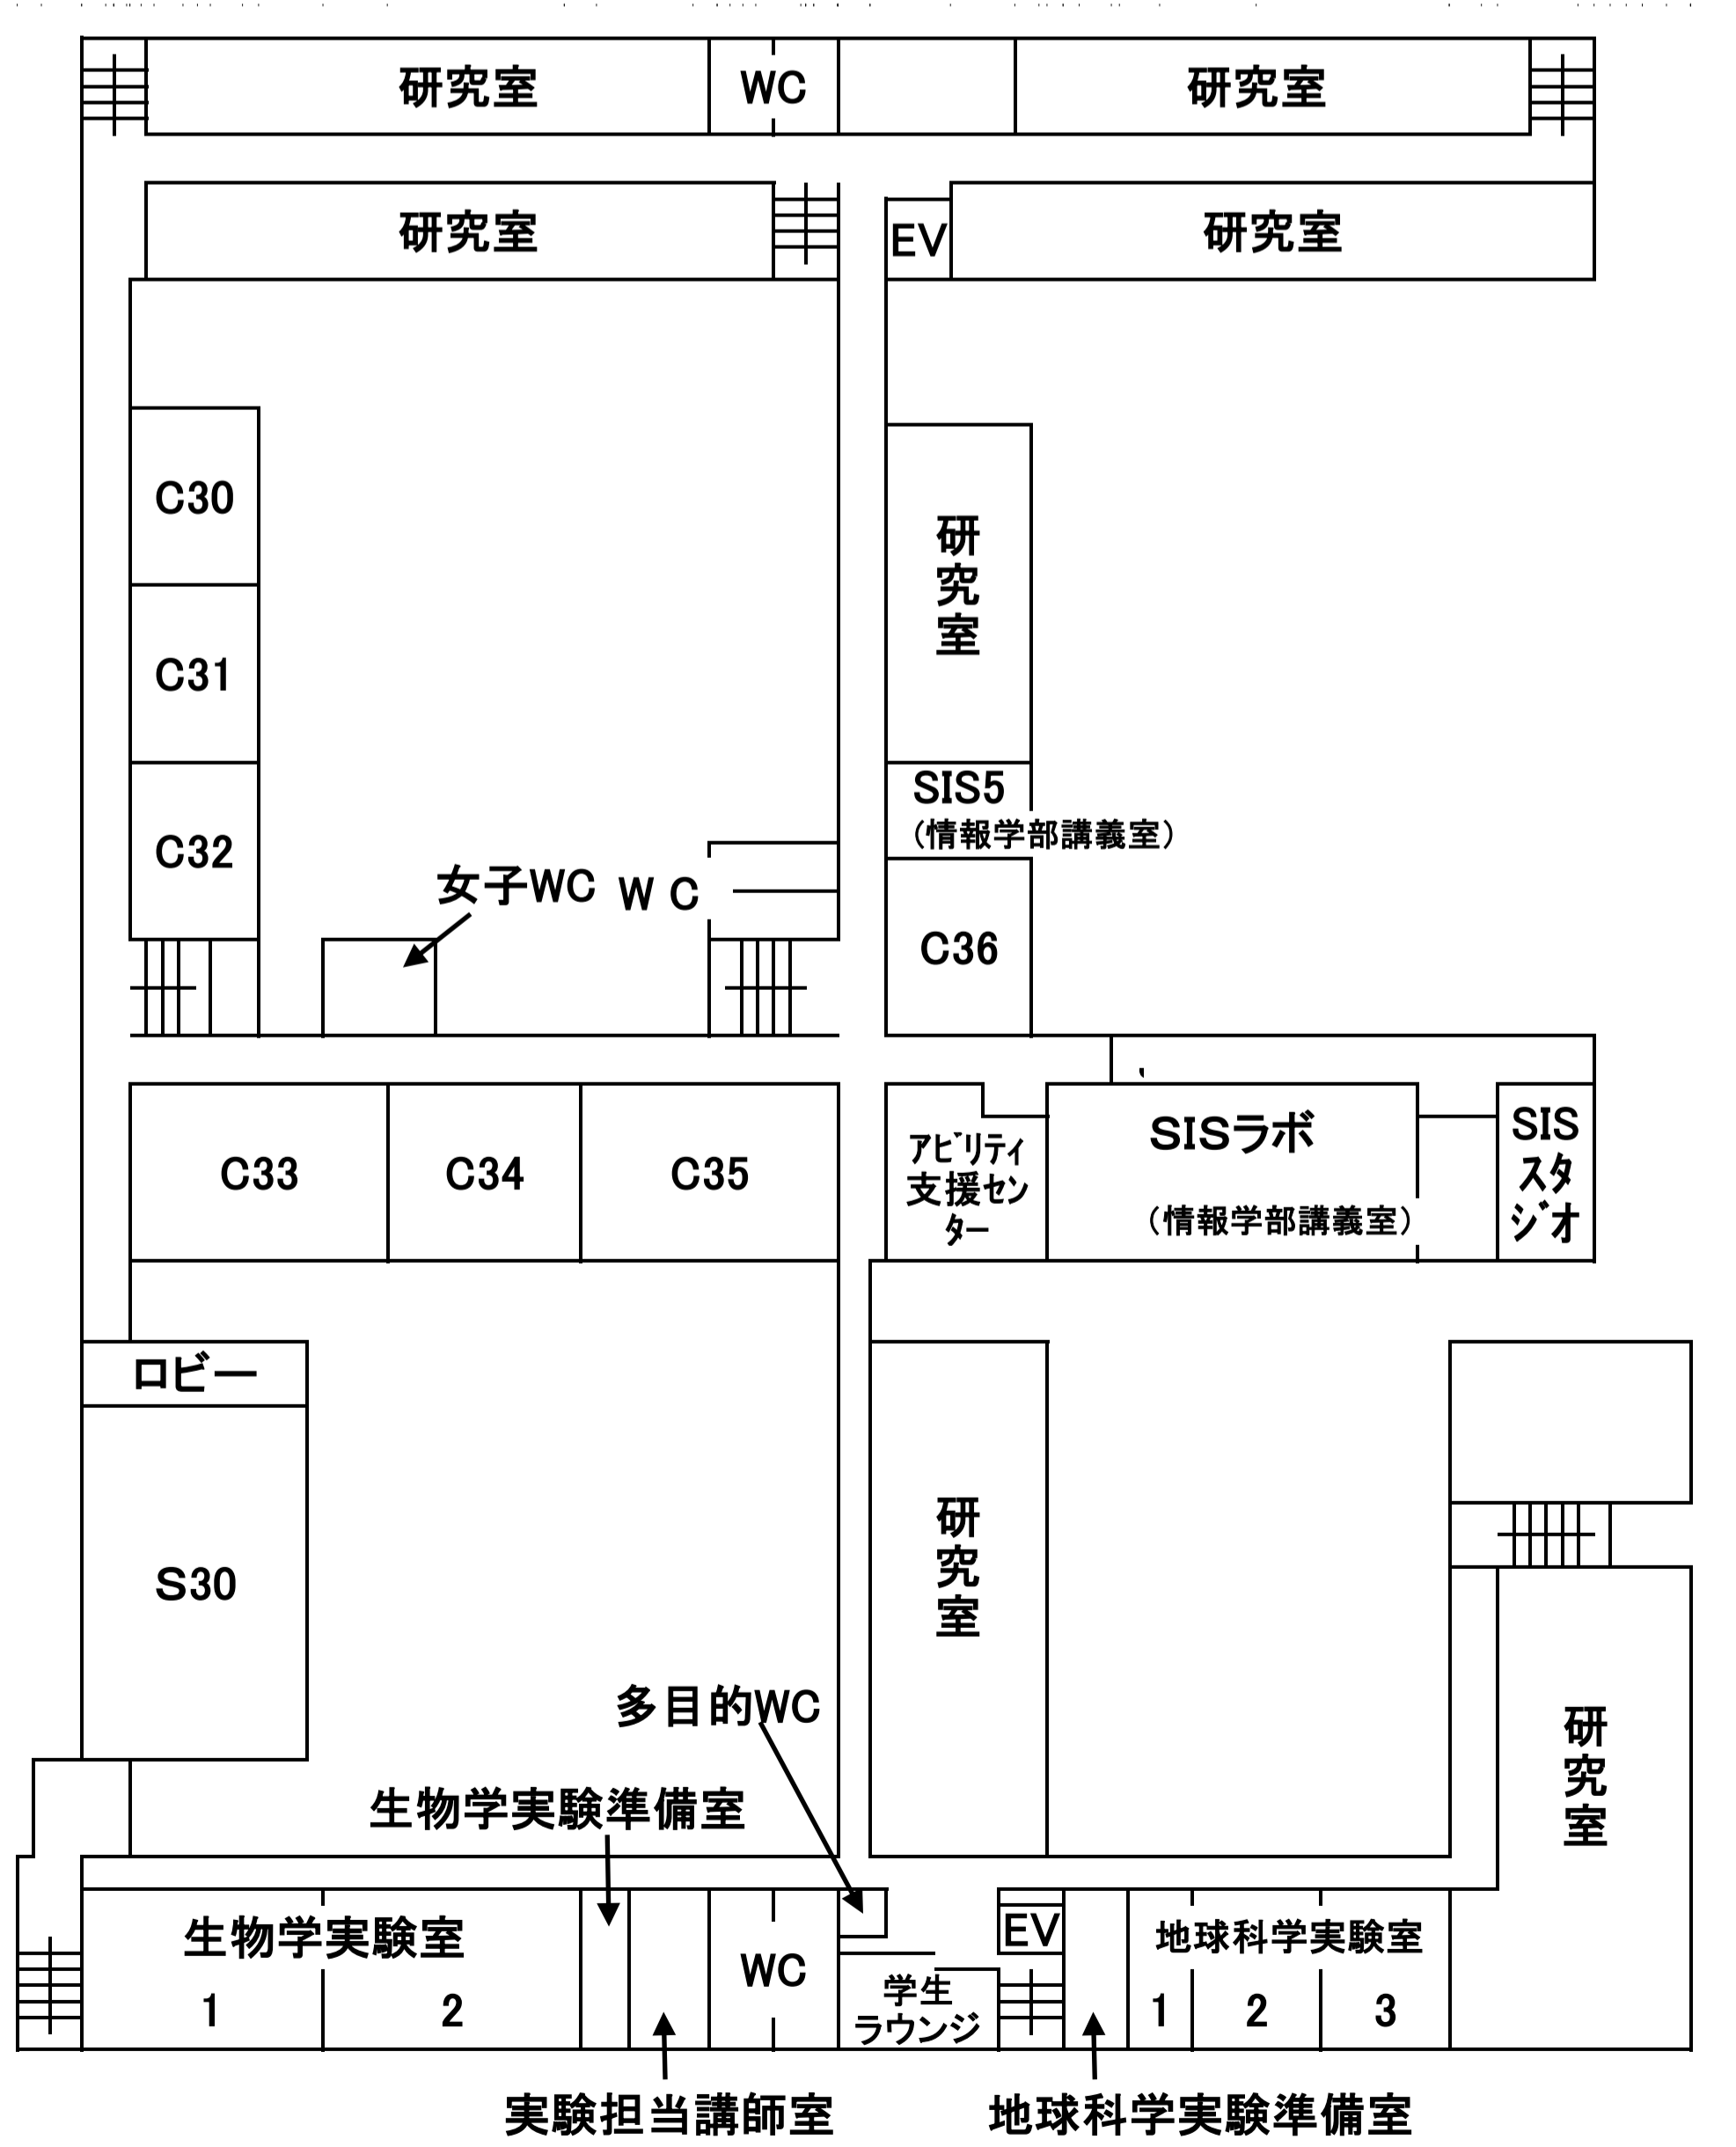 研究室
WC
研究室
研究室
EV
研究室
C30
研究室
C31
SIS5
（情報学部講義室）
C32
女子WC
W C
C36
C33
C34
C35
アビリティ
支援セン
ター
SISラボ
（情報学部講義室）
SIS
スタ
ジオ
ロビー
S30
研究室
研究室
多目的WC
生物学実験準備室
生物学実験室
1
2
WC
学生
ラウンジ
EV
地球科学実験室
1
2
3
実験担当講師室
地球科学実験準備室